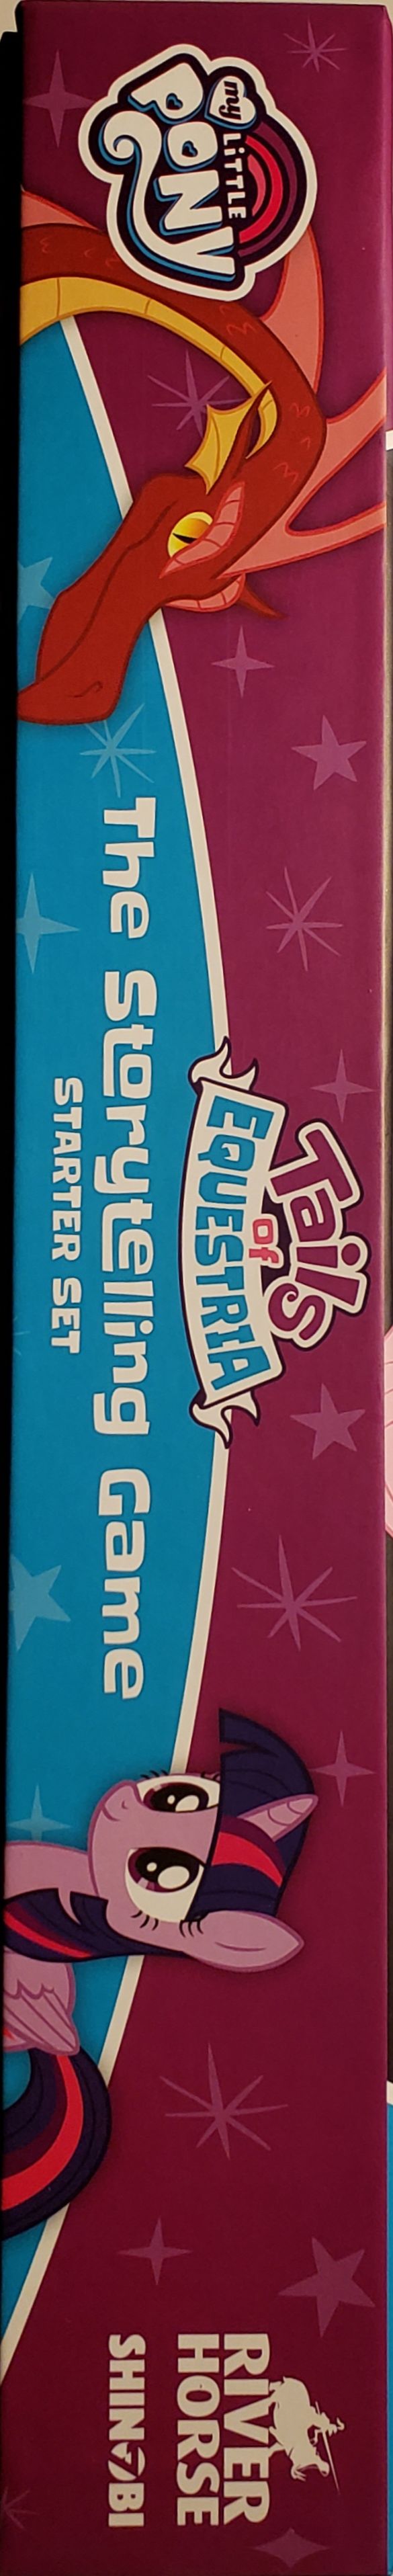 my
LiTTLE
PONY
Tails
of
EQUESTRIA
The Storytelling Game
STARTER SET
RIVER
HORSE
SHINOBI